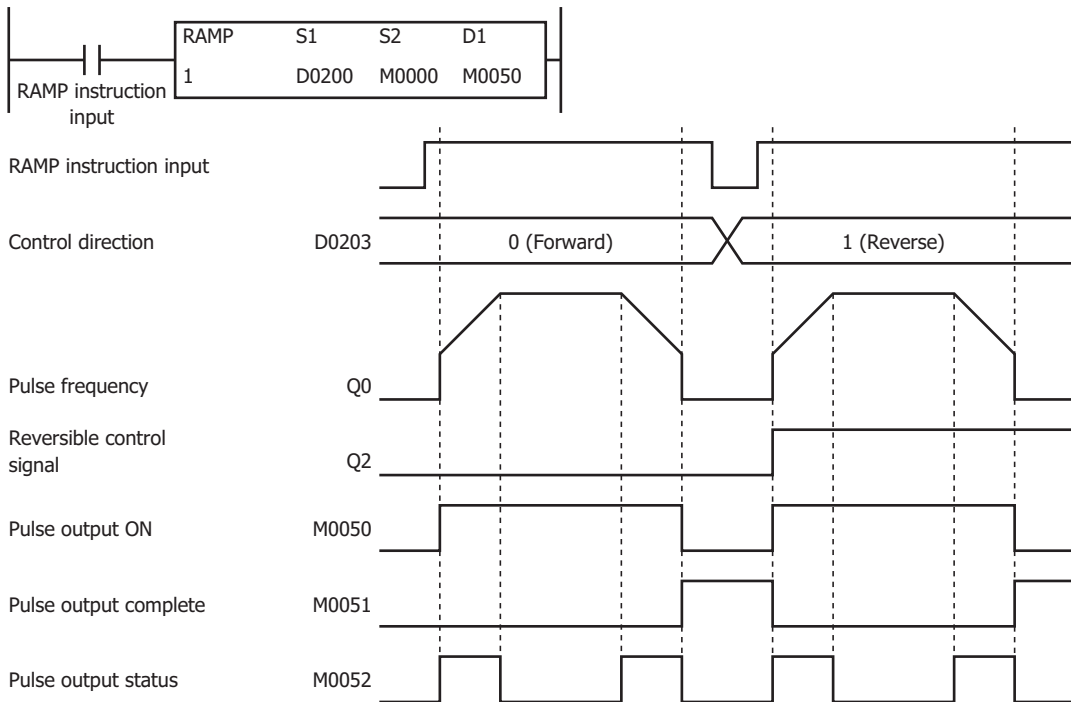 RAMP S1 S2 D1
1 D0200 M0000 M0050
RAMP instruction
input
RAMP instruction input
Control direction D0203 0 (Forward) 1 (Reverse)
Pulse frequency Q0
Reversible control
signal Q2
Pulse output ON M0050
Pulse output complete M0051
Pulse output status M0052